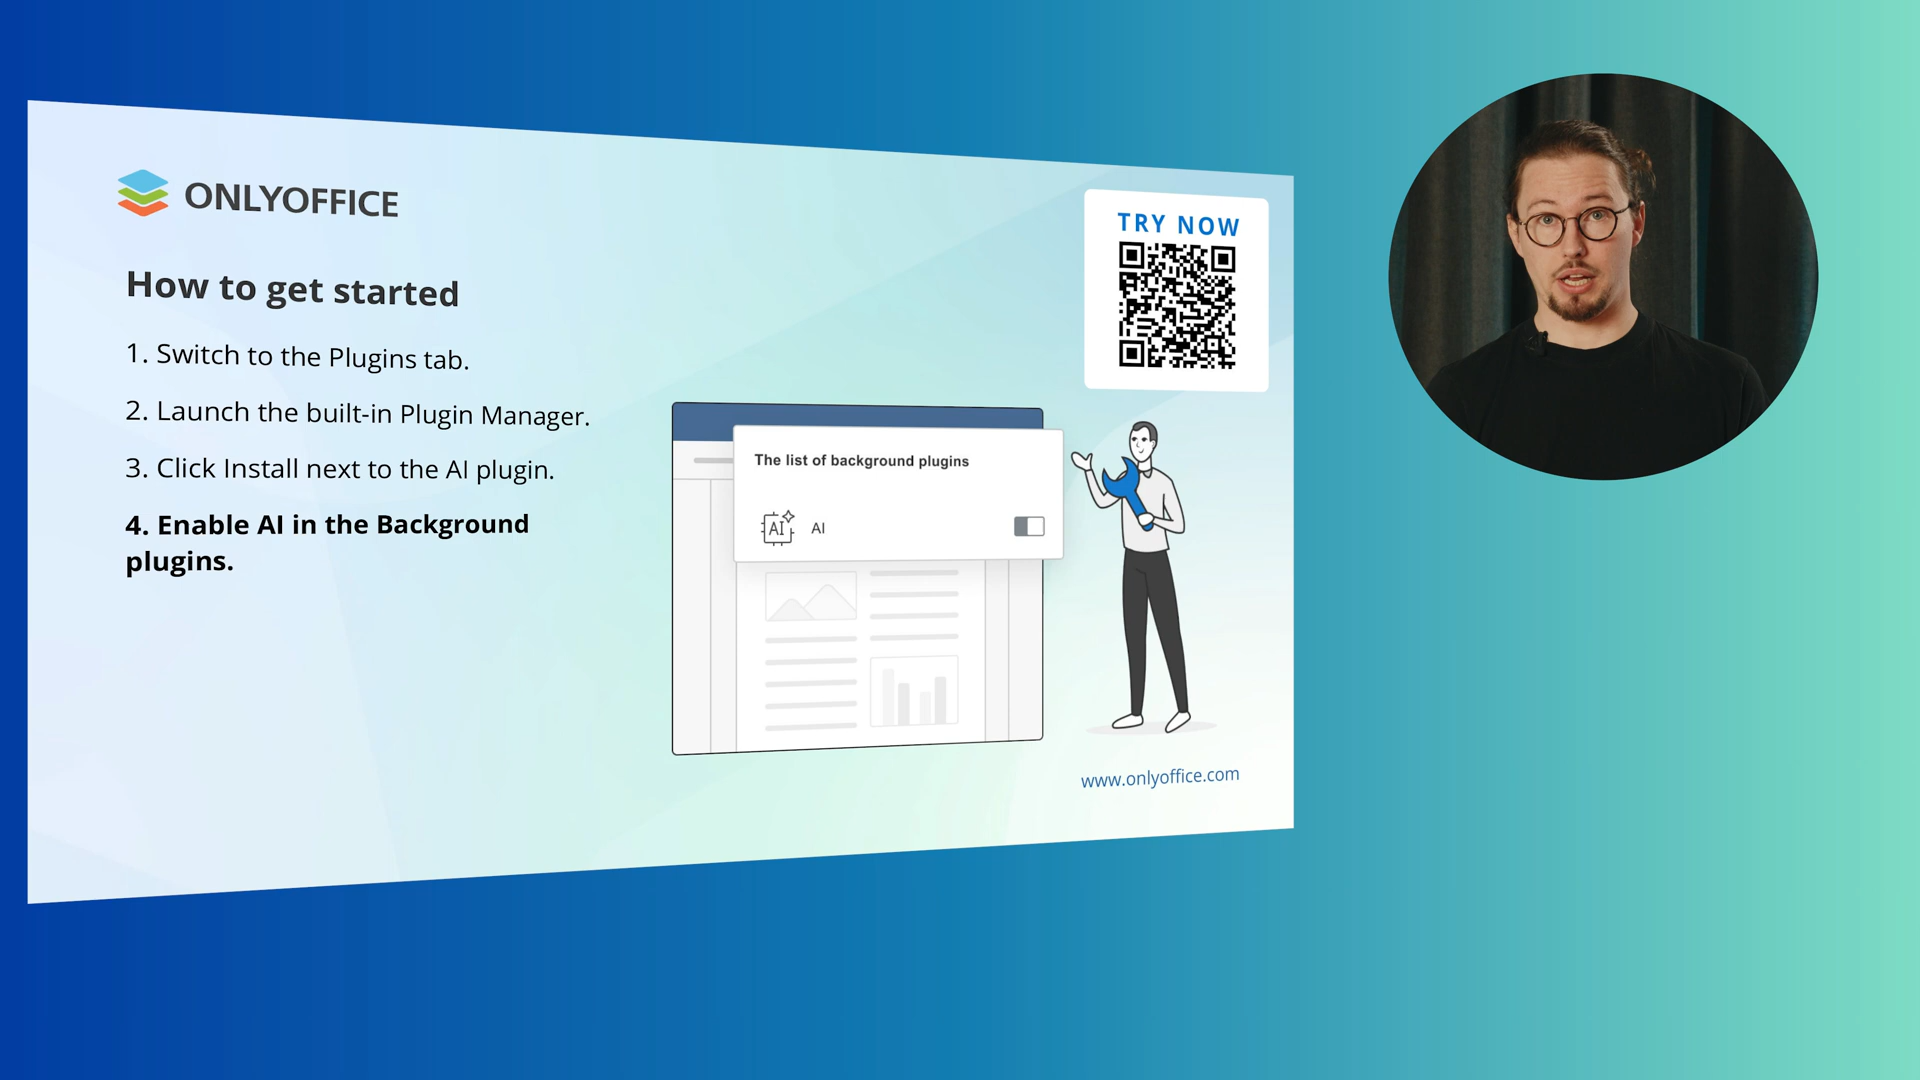 ONLYOFFICE
How to get started
1. Switch to the Plugins tab.
2. Launch the built-in Plugin Manager.
3. Click Install next to the AI plugin.
4. Enable AI in the Background
plugins.
TRY NOW
The list of background plugins
AI AI
www.onlyoffice.com